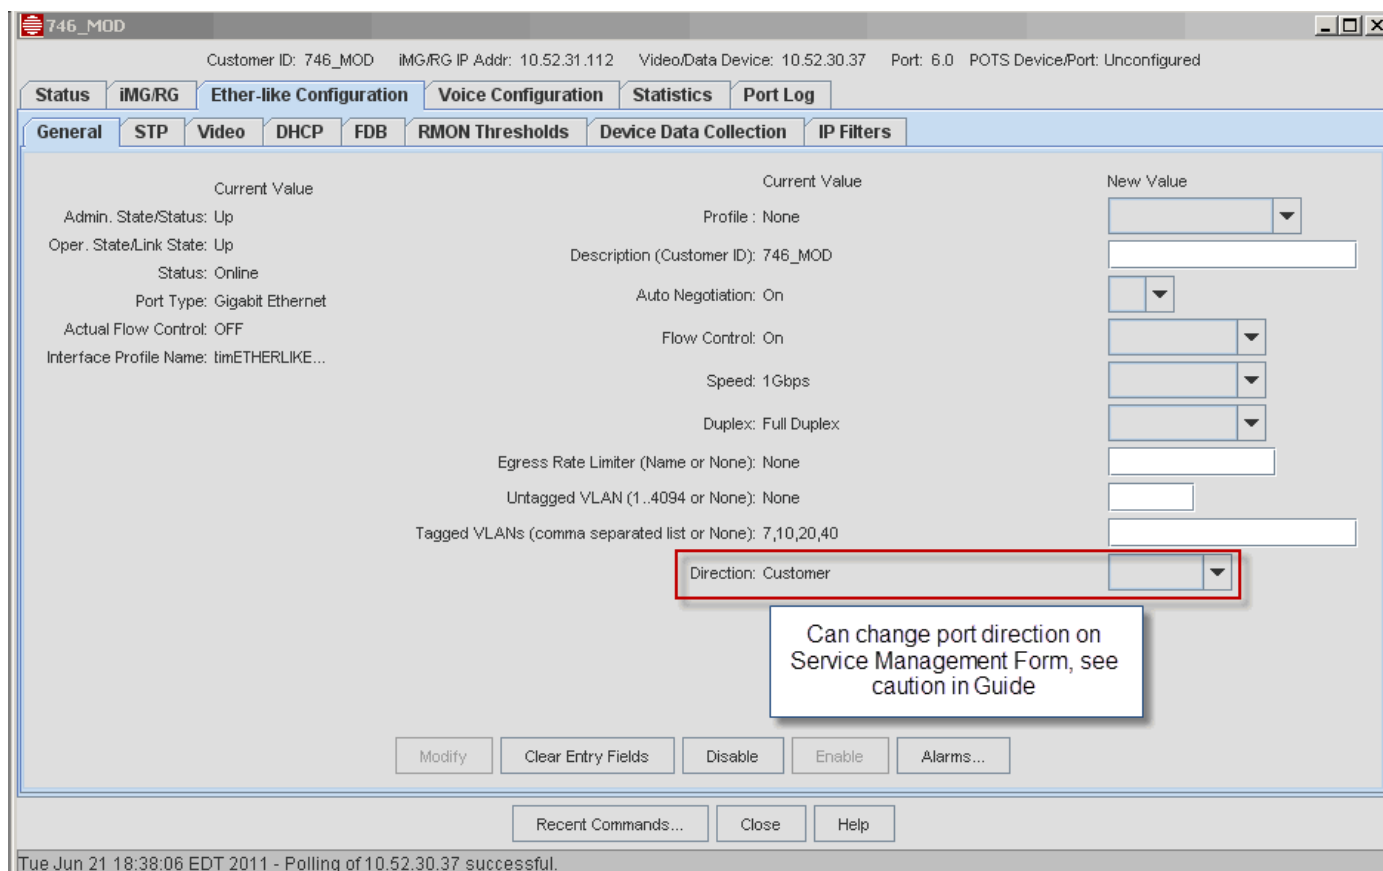 746_MOD
Customer ID: 746_MOD iMG/RG IP Addr: 10.52.31.112 Video/Data Device: 10.52.30.37 Port: 6.0 POTS Device/Port: Unconfigured
Status iMG/RG Ether-like Configuration Voice Configuration Statistics Port Log
General STP Video DHCP FDB RMON Thresholds Device Data Collection IP Filters
Current Value
Admin. State/Status: Up
Oper. State/Link State: Up
Status: Online
Port Type: Gigabit Ethernet
Actual Flow Control: OFF
Interface Profile Name: timETHERLIKE...
Current Value New Value
Profile : None
Description (Customer ID): 746_MOD
Auto Negotiation: On
Flow Control: On
Speed: 1Gbps
Duplex: Full Duplex
Egress Rate Limiter (Name or None): None
Untagged VLAN (1..4094 or None): None
Tagged VLANs (comma separated list or None): 7,10,20,40
Direction: Customer
Can change port direction on
Service Management Form, see
caution in Guide
Modify Clear Entry Fields Disable Enable Alarms...
Recent Commands... Close Help
Tue Jun 21 18:38:06 EDT 2011 - Polling of 10.52.30.37 successful.